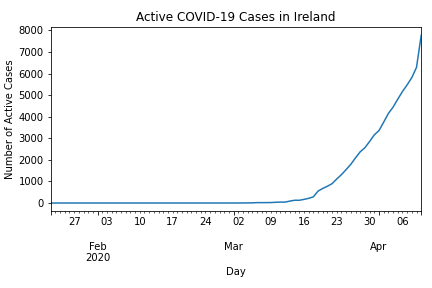 Active COVID-19 Cases in Ireland
8000
7000
6000
5000
4000
3000
2000
1000
0
Number of Active Cases
27 03 10 17 24 02 09 16 23 30 06
Feb Mar Apr
2020
Day